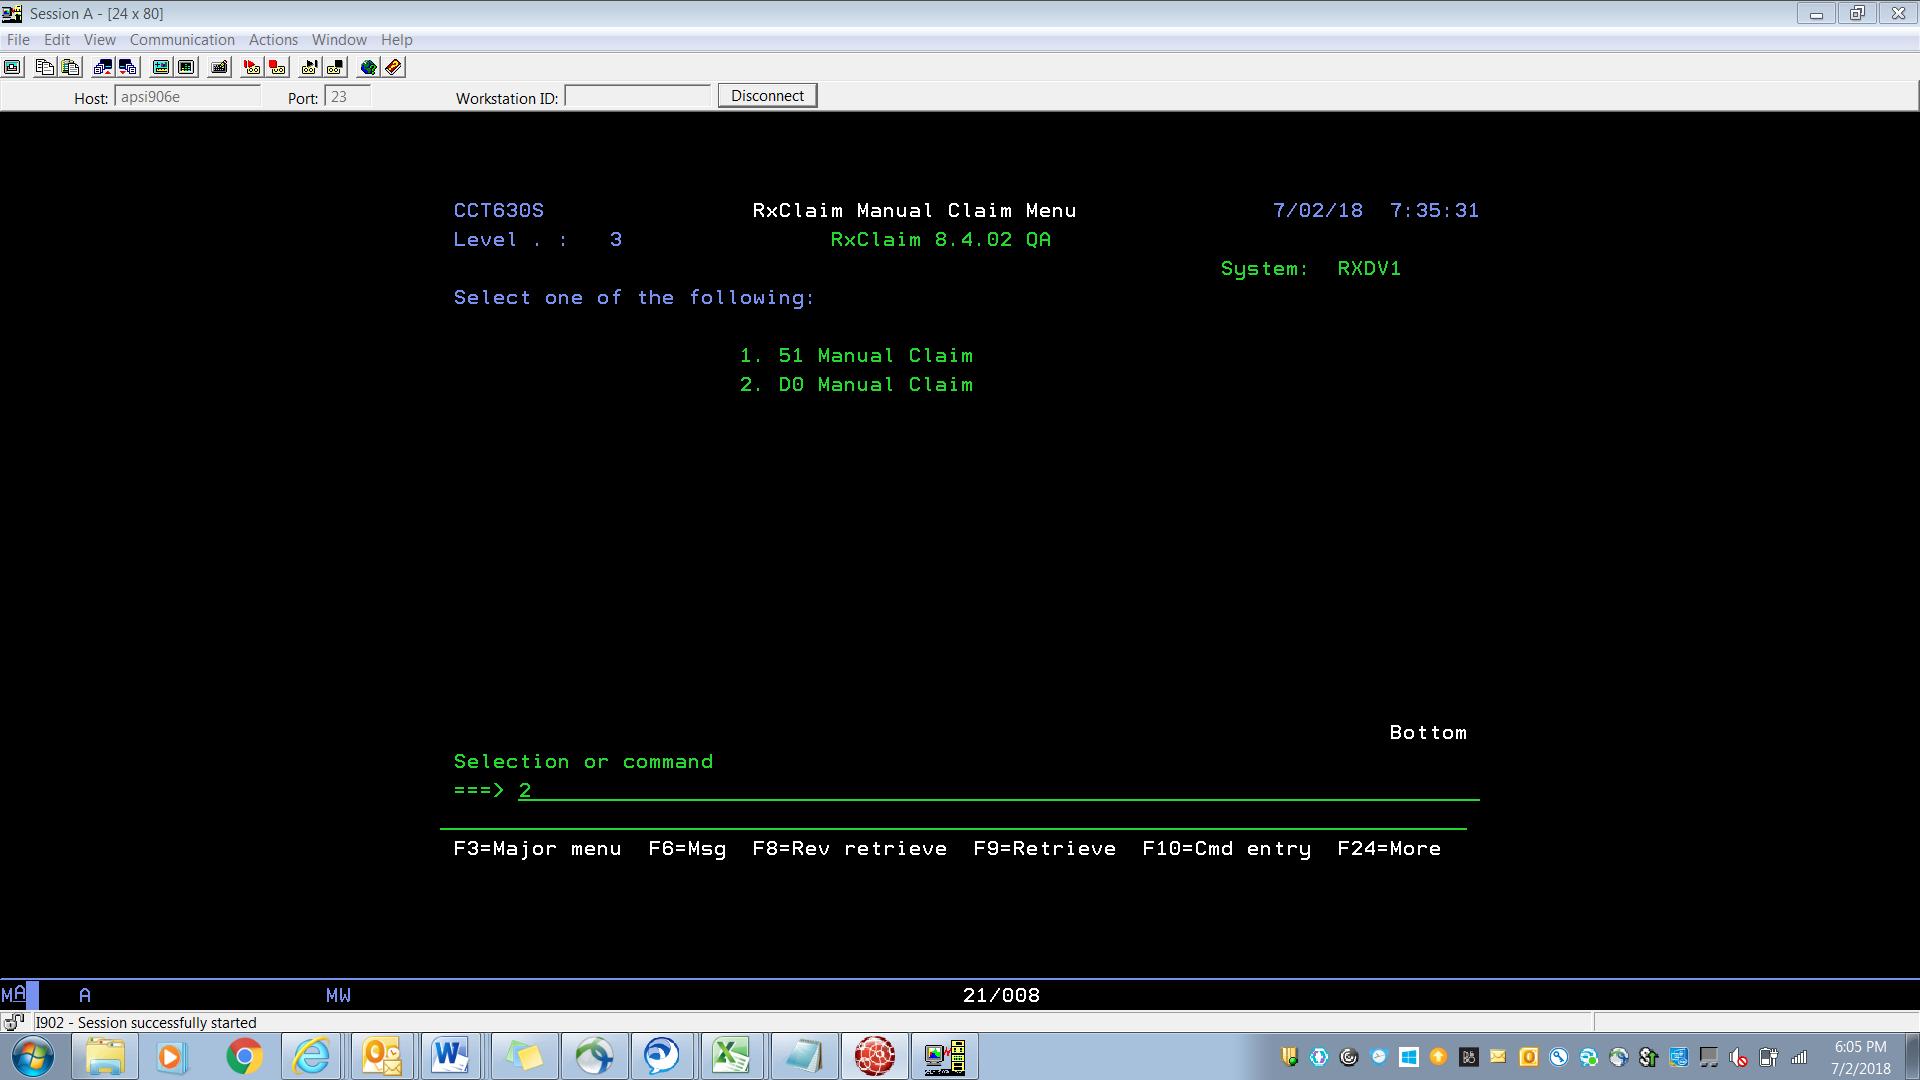 Session A - [24 x 80]
File Edit View Communication Actions Window Help
Host: apsi906e Port: 23 Workstation ID: Disconnect
CCT630S RxClaim Manual Claim Menu 7/02/18 7:35:31
Level . : 3 RxClaim 8.4.02 QA
System: RXDV1
Select one of the following:
1. 51 Manual Claim
2. D0 Manual Claim
Bottom
Selection or command
===> 2
F3=Major menu F6=Msg F8=Rev retrieve F9=Retrieve F10=Cmd entry F24=More
MA A MW 21/008
I902 - Session successfully started
6:05 PM
7/2/2018